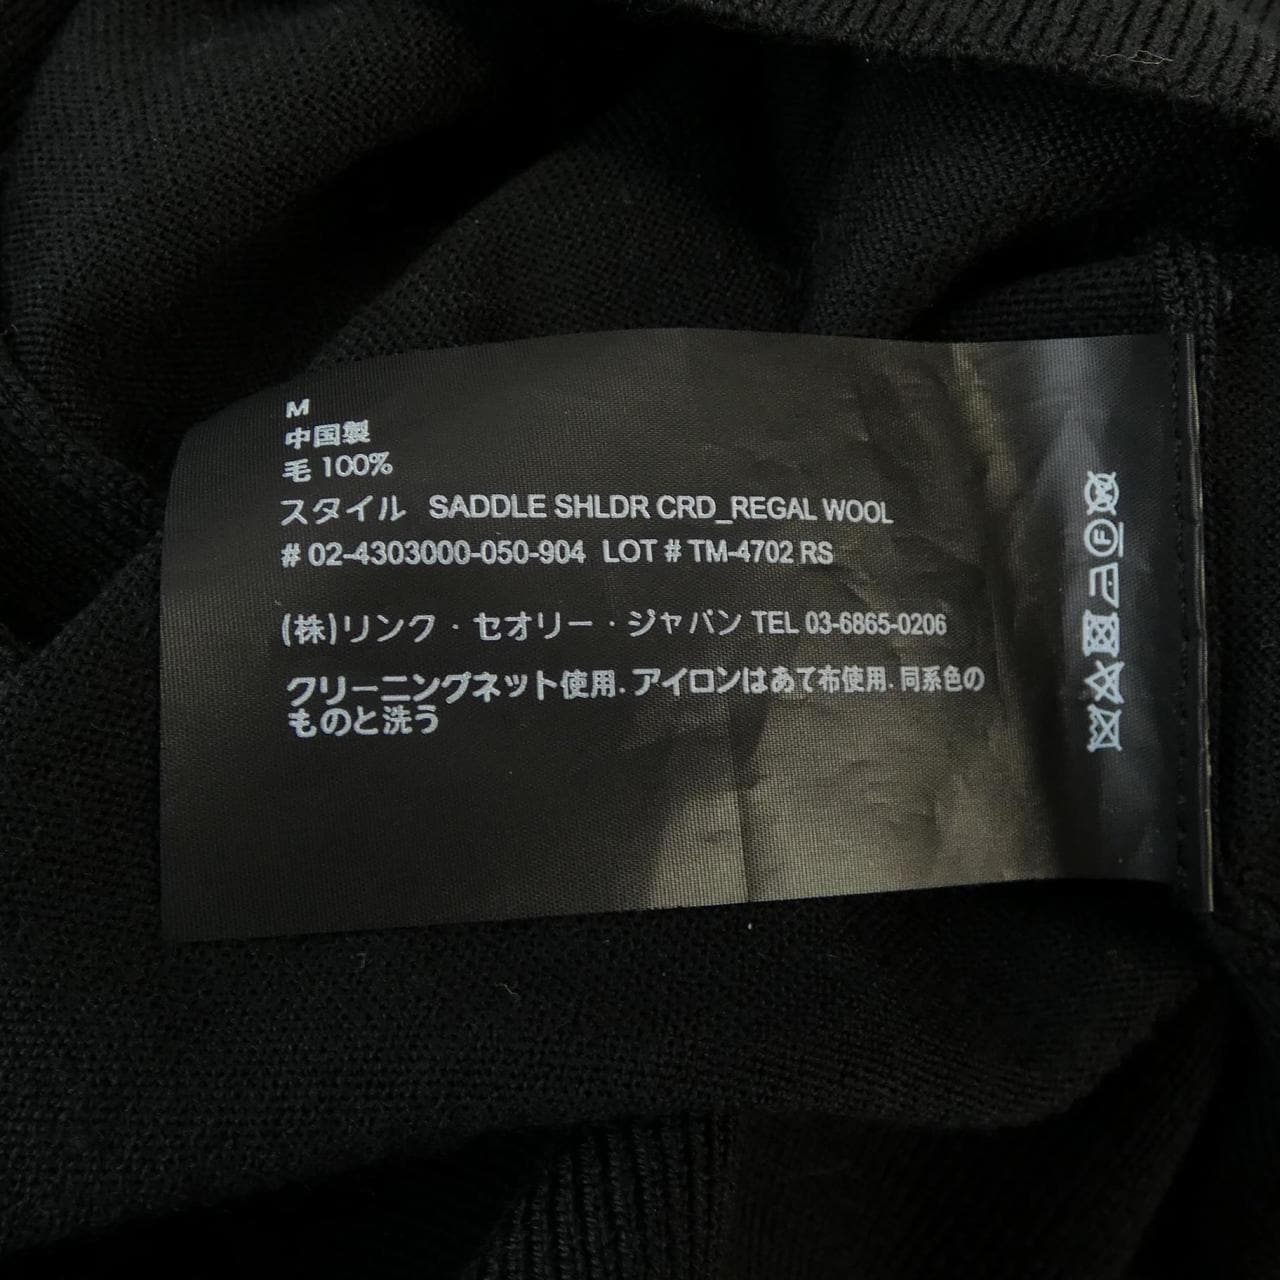 M
中国製
毛 100%
スタイル SADDLE SHLDR CRD_REGAL WOOL
# 02-4303000-050-904 LOT # TM-4702 RS
(株)リンク・セオリー・ジャパン TEL 03-6865-0206
クリーニングネット使用. アイロンはあて布使用. 同系色の
ものと洗う